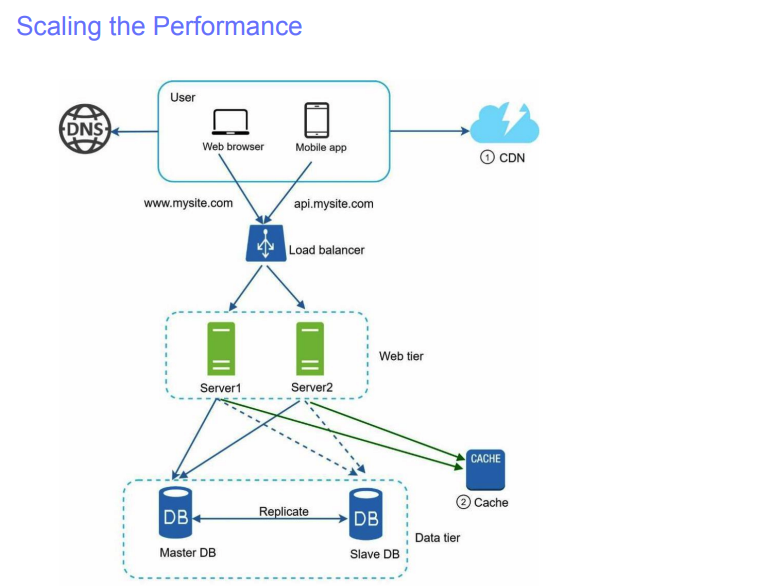 Scaling the Performance
User
DNS
Web browser
Mobile app
① CDN
www.mysite.com
api.mysite.com
Load balancer
Web tier
Server1
Server2
CACHE
② Cache
Replicate
DB
DB
Master DB
Slave DB
Data tier